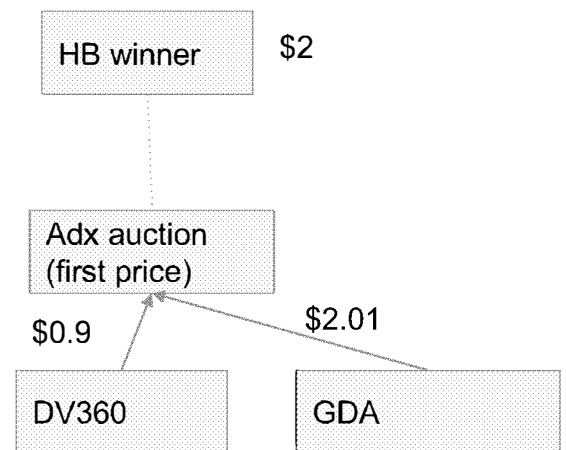 HB winner
$2
Adx auction
(first price)
$0.9
$2.01
DV360
GDA